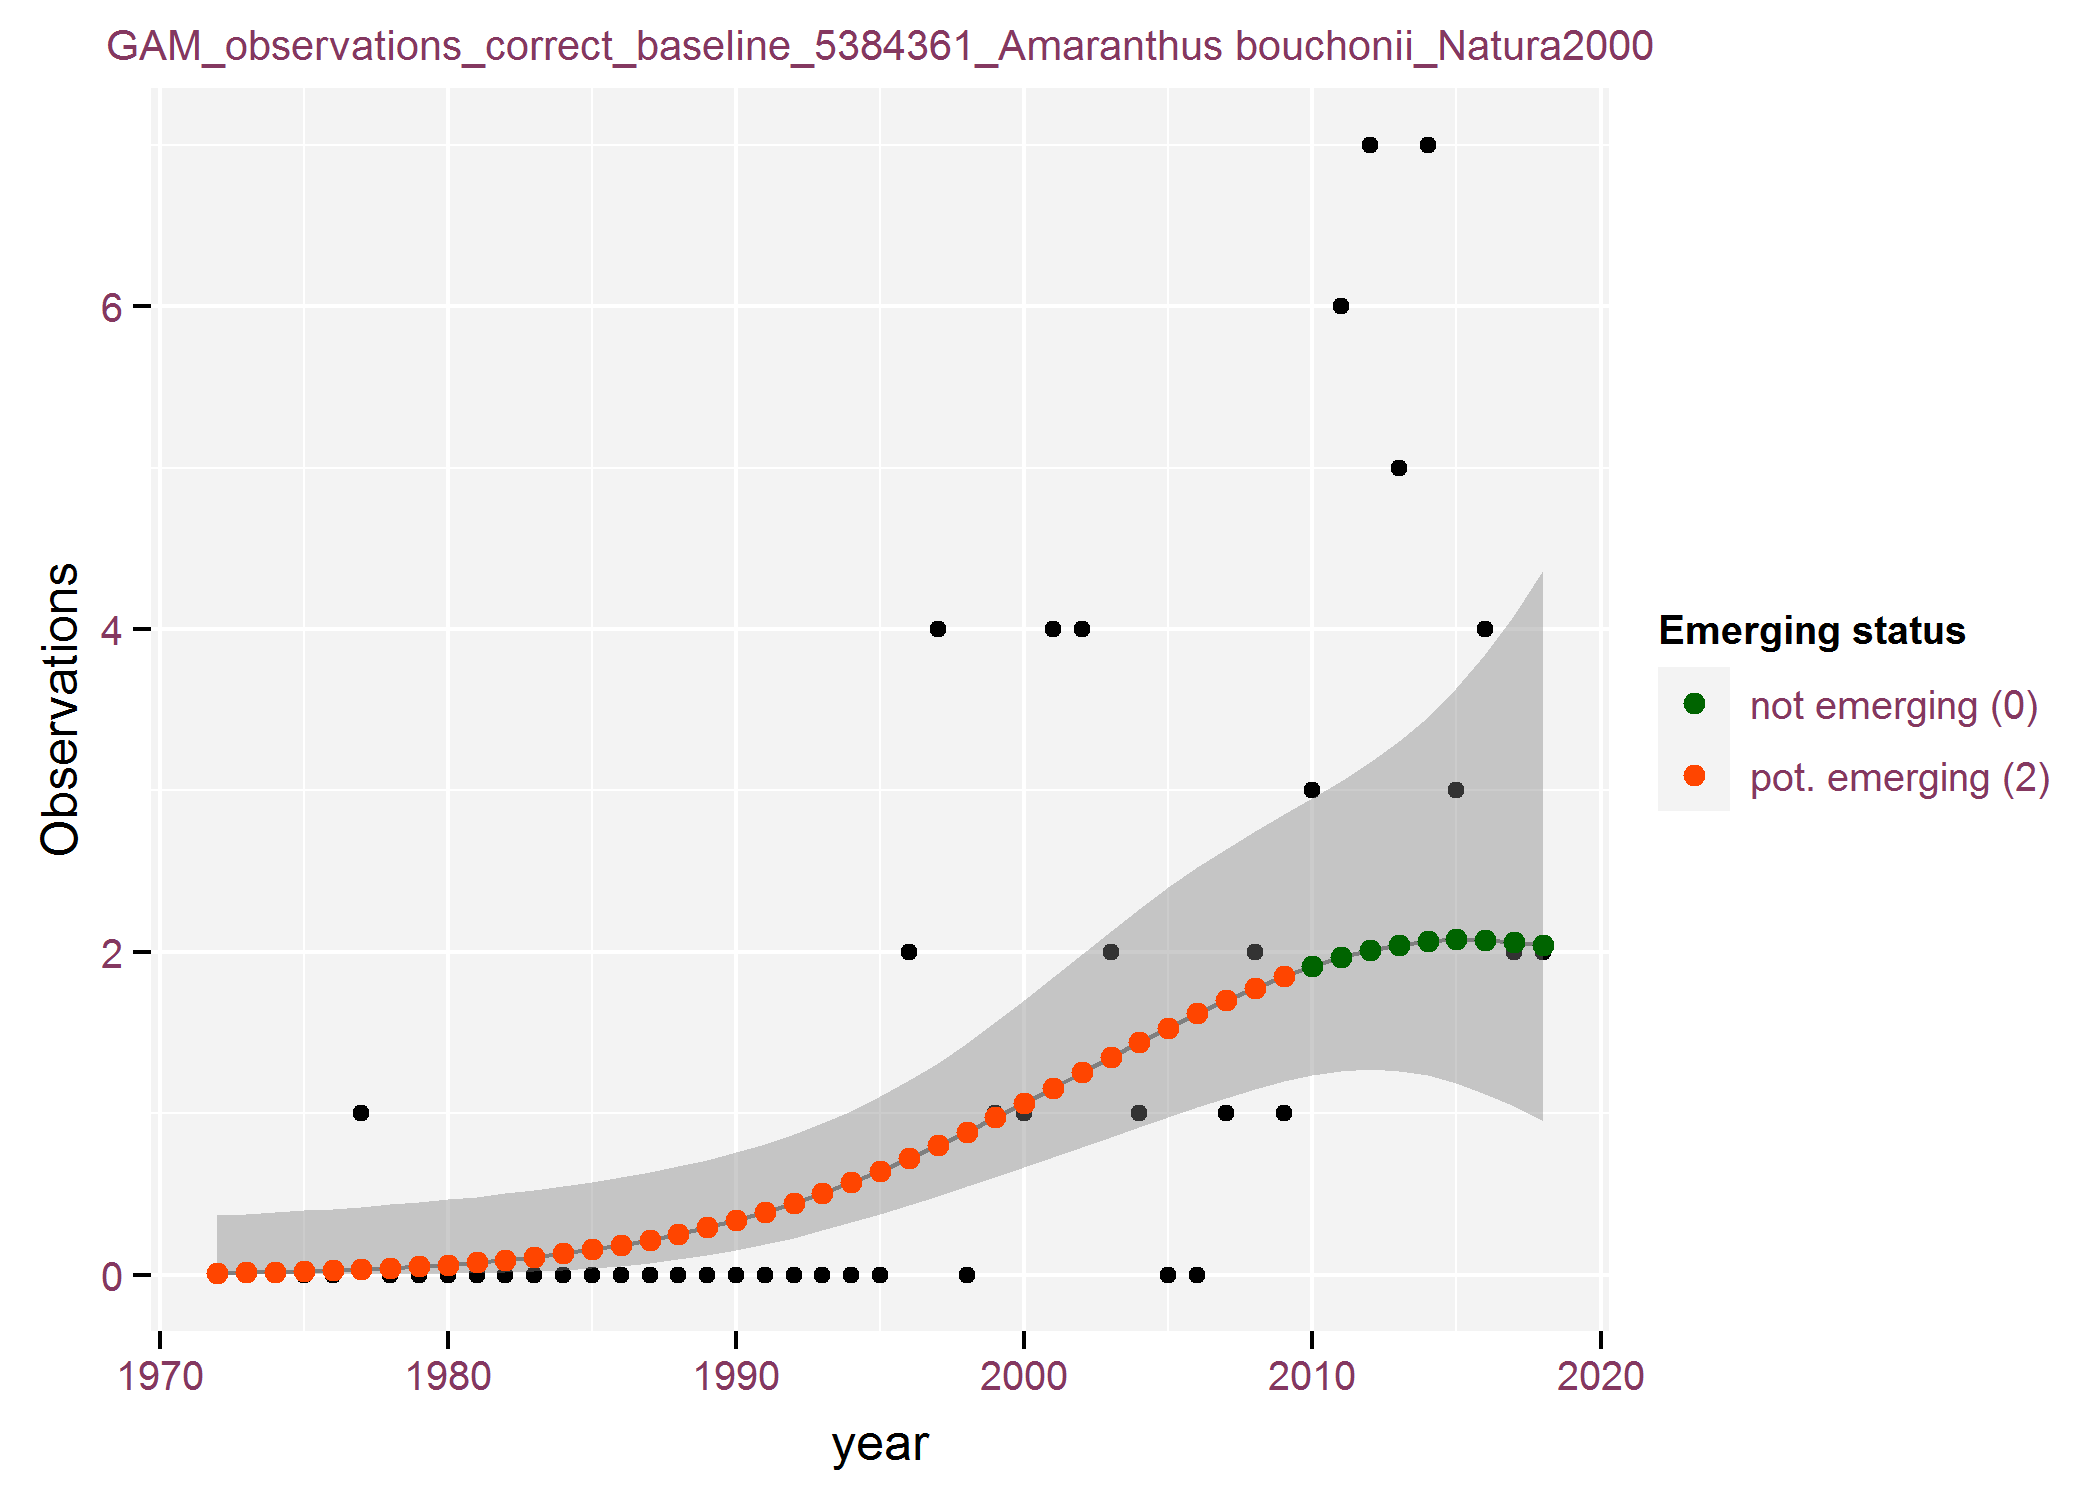 GAM_observations_correct_baseline_5384361_Amaranthus bouchonii_Natura2000
Observations
6
4
2
0
1970 1980 1990 2000 2010 2020
year
Emerging status
not emerging (0)
pot. emerging (2)